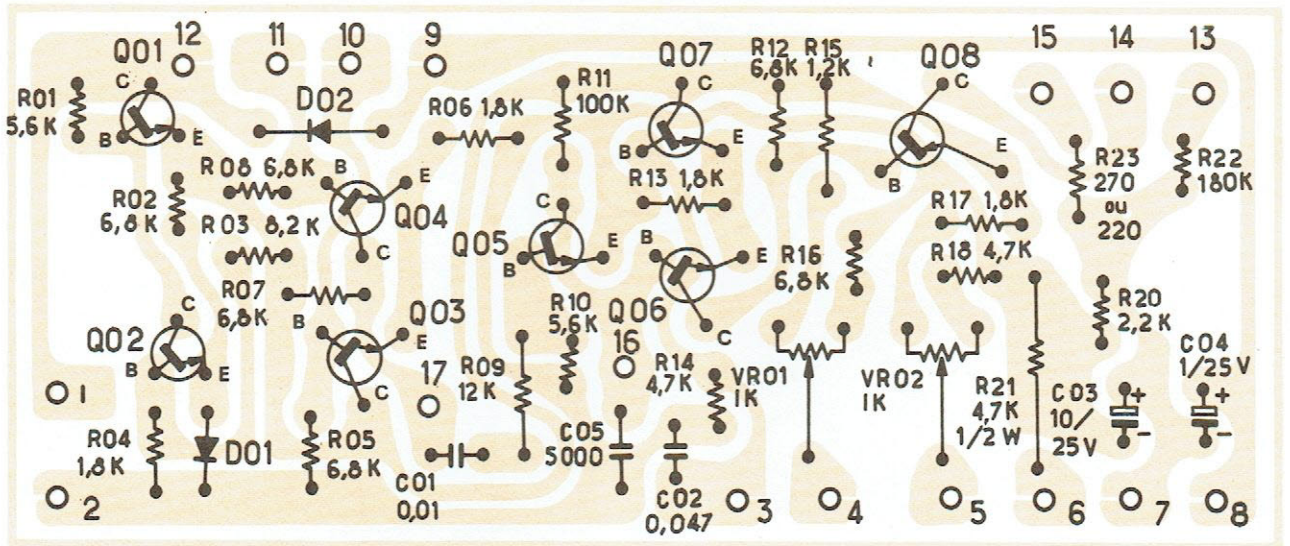 Q01
12
11
10
9
Q07
R12
6,8K
R15
1,2K
Q08
15
14
13
C
R01
5,6K
B
E
D02
R06 1,8K
R11
100K
C
B
E
C
B
E
R23
270
ou
220
R22
180K
R08 6,8K
B
E
R02
6,8K
R03 8,2K
Q04
C
R13 1,8K
C
Q05
B
E
B
E
R16
6,8K
R17 1,8K
R18 4,7K
R07
6,8K
B
Q03
E
C
R10
5,6K
Q06
C
16
R20
2,2K
C
Q02
B
E
17
R09
12K
R14
4,7K
VR01
1K
VR02
1K
R21
4,7K
1/2W
C03
10/
25V
+
-
C04
1/25V
+
-
1
R04
1,8K
D01
R05
6,8K
C05
5000
C01
0,01
C02
0,047
2
3
4
5
6
7
8